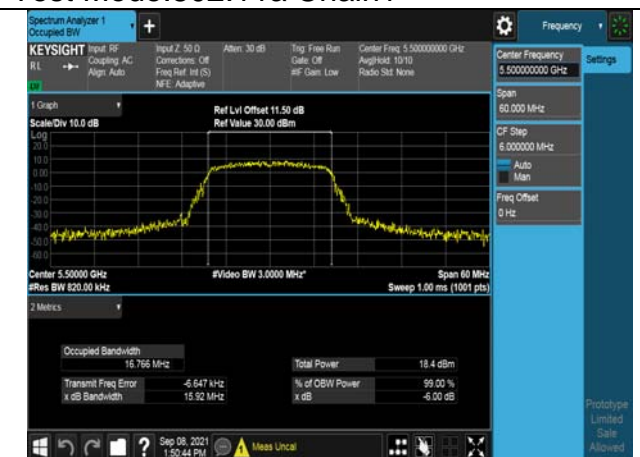 Spectrum Analyzer 1
Occupied BW
+
Frequency
KEYSIGHT
RL
Input: RF
Coupling: AC
Align: Auto
Input Z: 50 Ω
Corrections: Off
Freq Ref: Int (S)
NFE: Adaptive
Atten: 30 dB
Trig: Free Run
Gate: Off
#IF Gain: Low
Center Freq: 5.500000000 GHz
Avg|Hold: 10/10
Radio Std: None
Center Frequency
5.500000000 GHz
Settings
Span
60.000 MHz
CF Step
6.000000 MHz
Auto
Man
Freq Offset
0 Hz
1 Graph
Scale/Div 10.0 dB
Ref Lvl Offset 11.50 dB
Ref Value 30.00 dBm
Log
20.0
10.0
0.00
-10.0
-20.0
-30.0
-40.0
-50.0
-60.0
Center 5.50000 GHz
#Res BW 820.00 kHz
#Video BW 3.0000 MHz*
Span 60 MHz
Sweep 1.00 ms (1001 pts)
2 Metrics
Occupied Bandwidth
16.766 MHz
Total Power 18.4 dBm
Transmit Freq Error -6.647 kHz
% of OBW Power 99.00 %
x dB Bandwidth 15.92 MHz
x dB -6.00 dB
Prototype
Limited
Sale
Allowed
?
Sep 08, 2021
1:50:44 PM
Meas Uncal